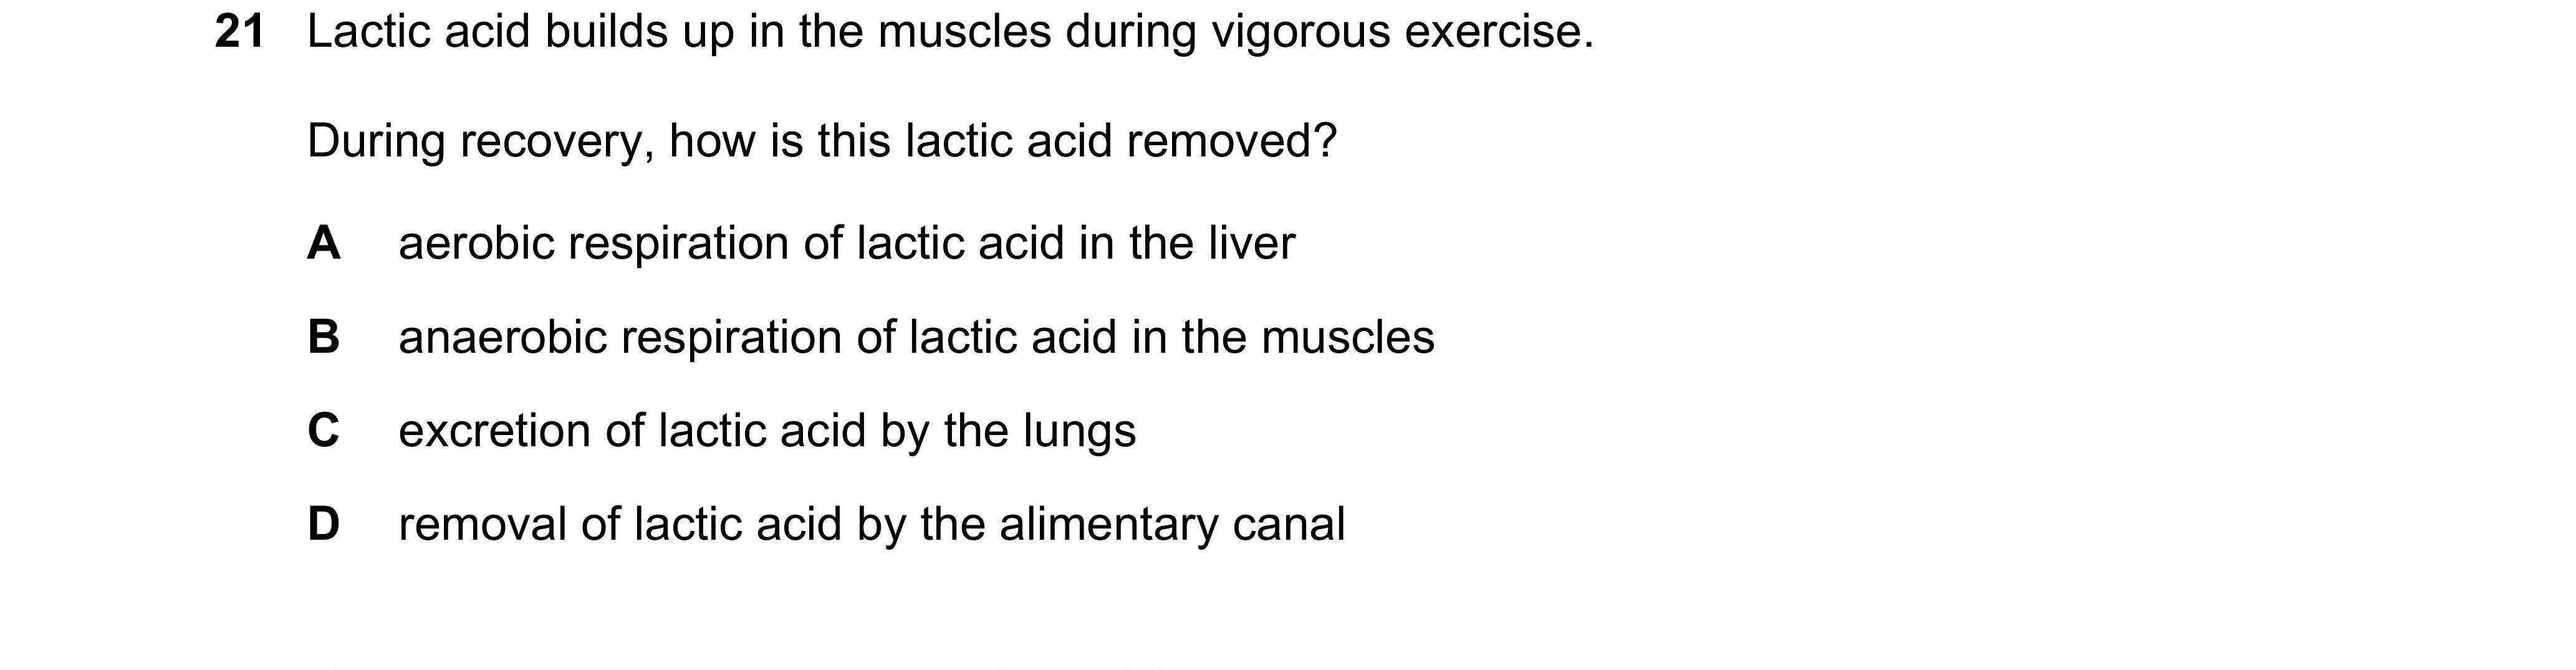 21 Lactic acid builds up in the muscles during vigorous exercise.
During recovery, how is this lactic acid removed?
A aerobic respiration of lactic acid in the liver
B anaerobic respiration of lactic acid in the muscles
C excretion of lactic acid by the lungs
D removal of lactic acid by the alimentary canal